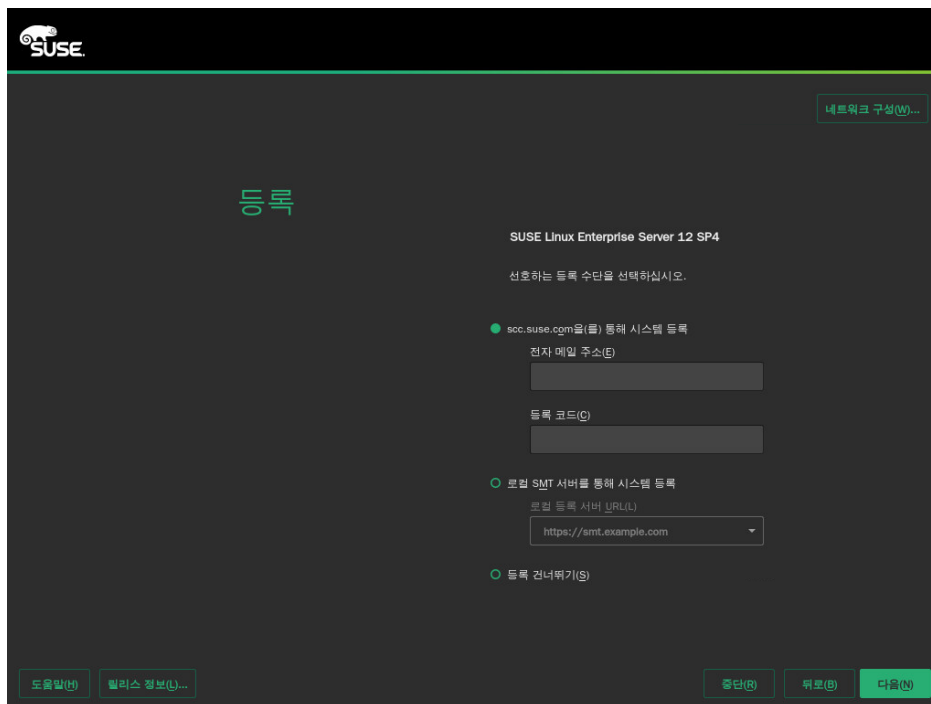 SUSE.
네트워크 구성(W)...
등록
SUSE Linux Enterprise Server 12 SP4
선호하는 등록 수단을 선택하십시오.
scc.suse.com을(를) 통해 시스템 등록
전자 메일 주소(E)
등록 코드(C)
로컬 SMT 서버를 통해 시스템 등록
로컬 등록 서버 URL(L)
https://smt.example.com
등록 건너뛰기(S)
도움말(H)
릴리스 정보(L)...
중단(R)
뒤로(B)
다음(N)